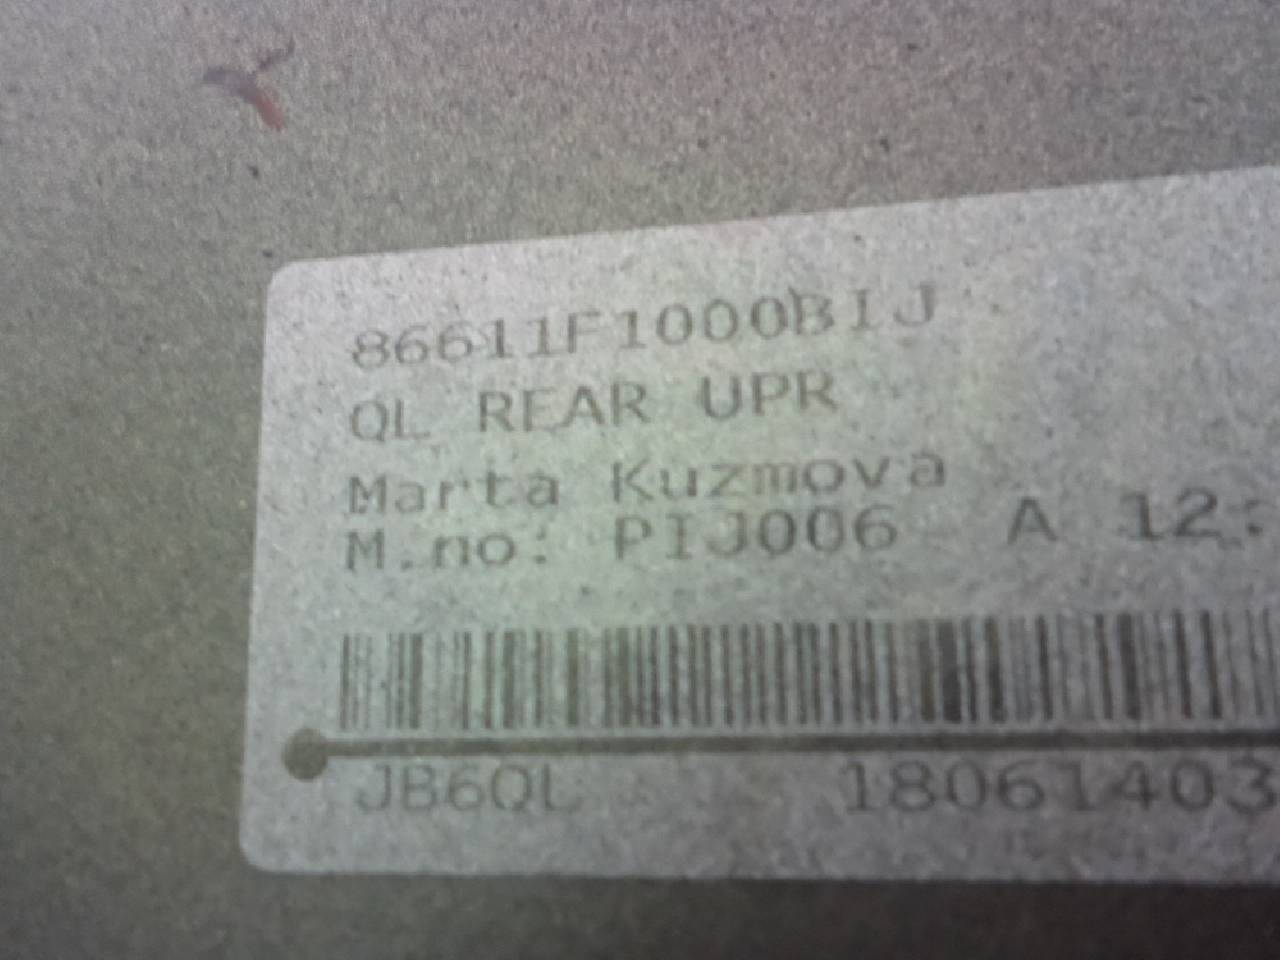 86611F1000BIJ
QL REAR UPR
Marta Kuzmova
M.no: PIJ006 A 12:
JB6QL 18061403